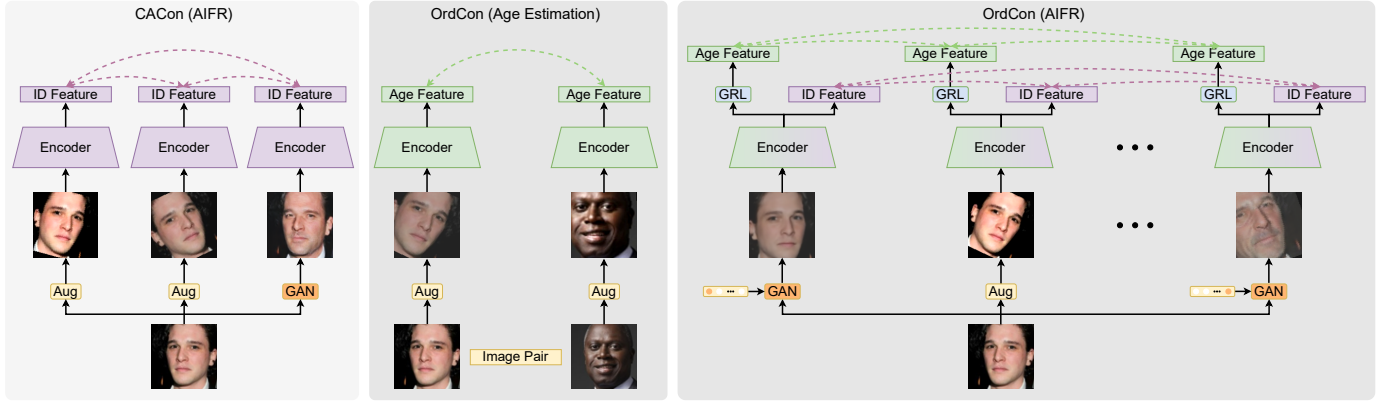 CACon (AIFR)
ID Feature ID Feature ID Feature
Encoder Encoder Encoder
Aug Aug GAN
OrdCon (Age Estimation)
Age Feature Age Feature
Encoder Encoder
Aug Aug
Image Pair
OrdCon (AIFR)
Age Feature Age Feature Age Feature
GRL ID Feature GRL ID Feature GRL ID Feature
Encoder Encoder Encoder
GAN Aug GAN